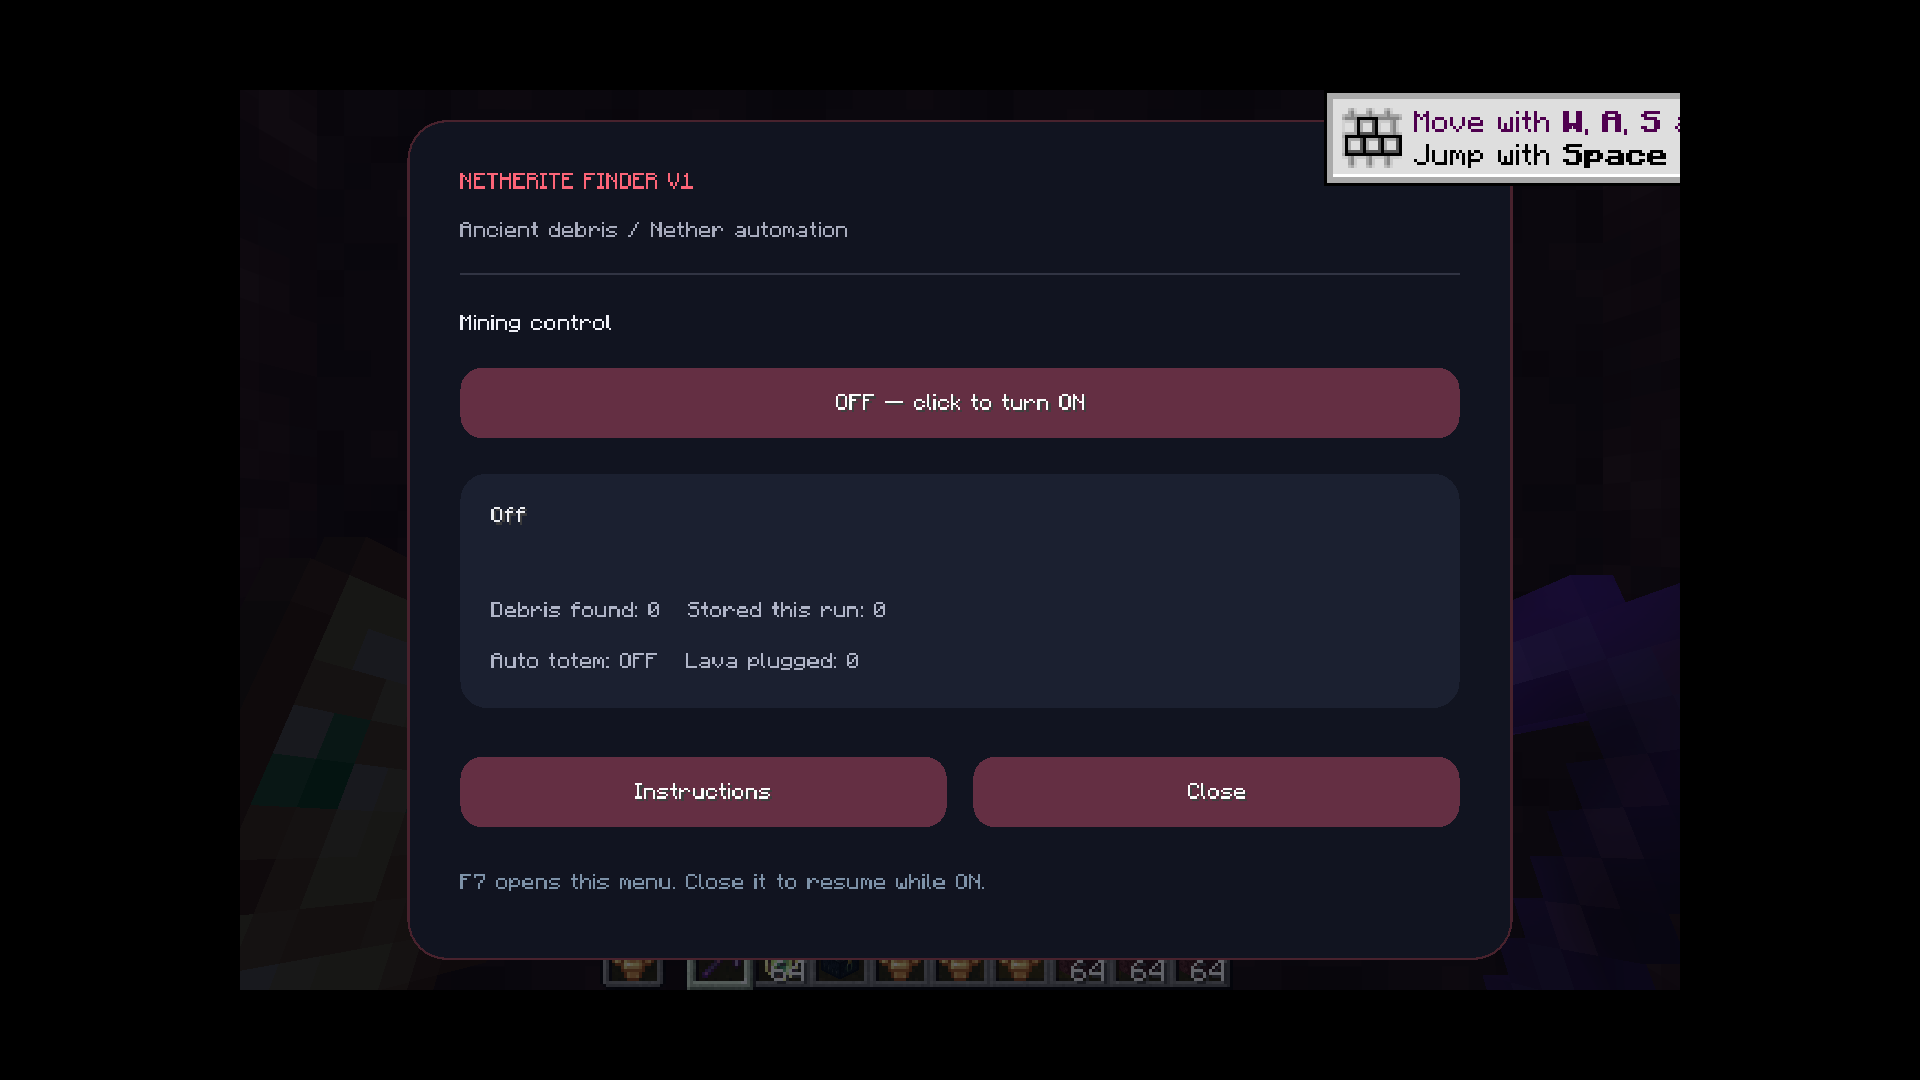 Move with W, A, S
Jump with Space
NETHERITE FINDER V1
Ancient debris / Nether automation
Mining control
OFF — click to turn ON
Off
Debris found: 0 Stored this run: 0
Auto totem: OFF Lava plugged: 0
Instructions
Close
F7 opens this menu. Close it to resume while ON.
64
64
64
64